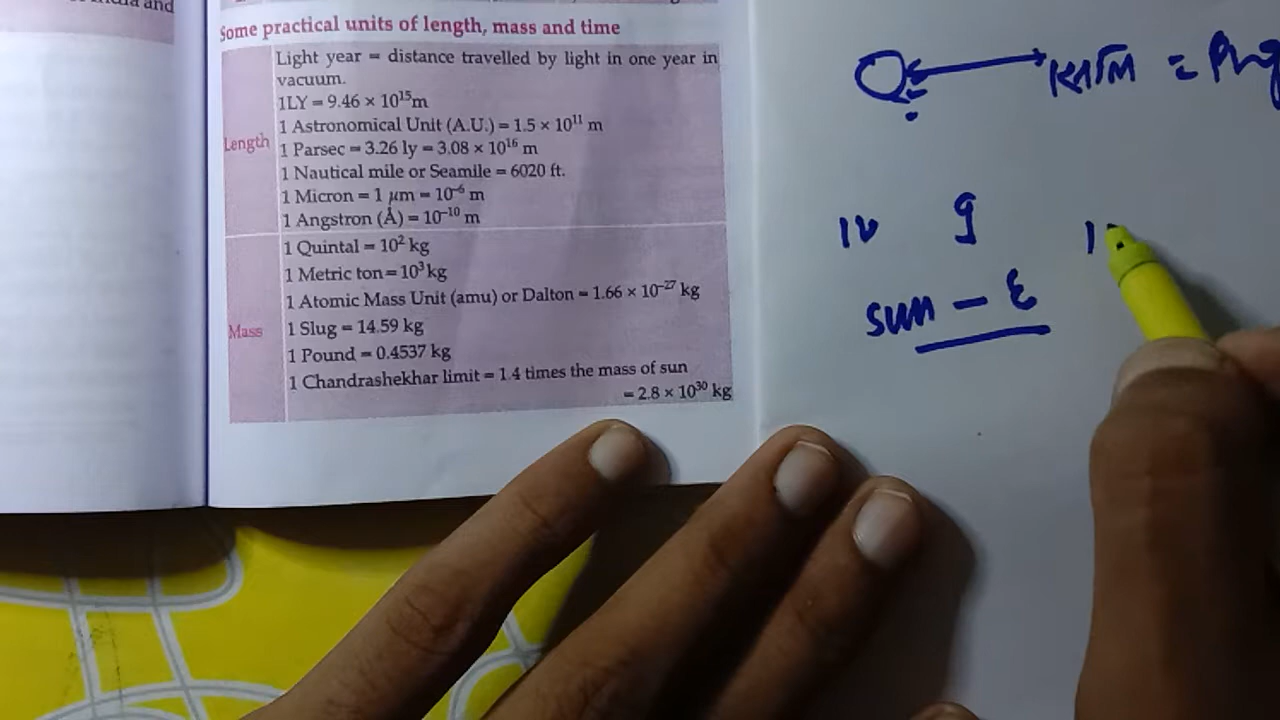 and
Some practical units of length, mass and time
Light year = distance travelled by light in one year in
vacuum.
1LY = 9.46 × 10¹⁵m
1 Astronomical Unit (A.U.) = 1.5 × 10¹¹ m
Length
1 Parsec = 3.26 ly = 3.08 × 10¹⁶ m
1 Nautical mile or Seamile = 6020 ft.
1 Micron = 1 μm = 10⁻⁶ m
1 Angstron (Å) = 10⁻¹⁰ m
1 Quintal = 10² kg
1 Metric ton = 10³ kg
1 Atomic Mass Unit (amu) or Dalton = 1.66 × 10⁻²⁷ kg
Mass
1 Slug = 14.59 kg
1 Pound = 0.4537 kg
1 Chandrashekhar limit = 1.4 times the mass of sun
= 2.8 × 10³⁰ kg
sun -